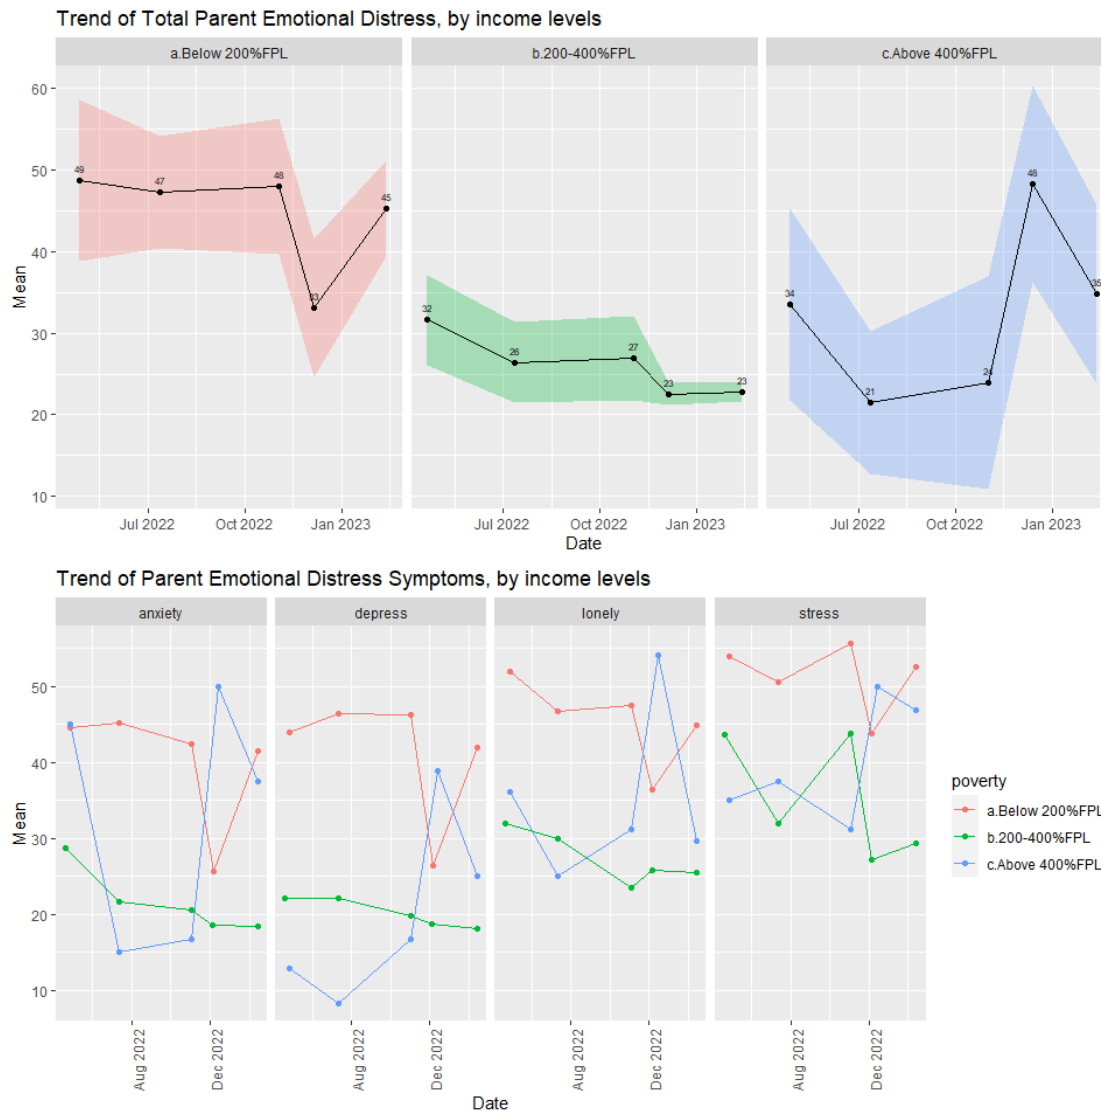 Trend of Total Parent Emotional Distress, by income levels
a.Below 200%FPL
b.200-400%FPL
c.Above 400%FPL
60
50
40
30
20
10
Mean
49
47
48
33
45
32
26
27
23
23
34
21
24
48
35
Jul 2022
Oct 2022
Jan 2023
Jul 2022
Oct 2022
Jan 2023
Jul 2022
Oct 2022
Jan 2023
Date
Trend of Parent Emotional Distress Symptoms, by income levels
anxiety
depress
lonely
stress
50
40
30
20
10
Mean
Aug 2022
Dec 2022
Aug 2022
Dec 2022
Aug 2022
Dec 2022
Aug 2022
Dec 2022
Date
poverty
a.Below 200%FPL
b.200-400%FPL
c.Above 400%FPL